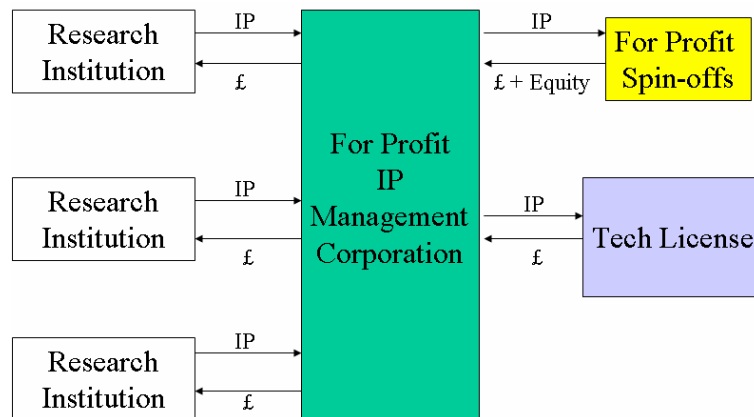 Research
Institution
IP
£
For Profit
IP
Management
Corporation
IP
£ + Equity
For Profit
Spin-offs
Research
Institution
IP
£
IP
£
Tech License
Research
Institution
IP
£